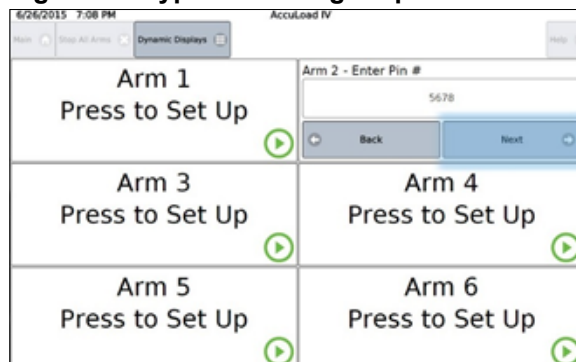 6/26/2015 7:08 PM AccuLoad IV
Main Stop All Arms Dynamic Displays Help
Arm 1
Press to Set Up
Arm 2 - Enter Pin #
5678
Back Next
Arm 3
Press to Set Up
Arm 4
Press to Set Up
Arm 5
Press to Set Up
Arm 6
Press to Set Up